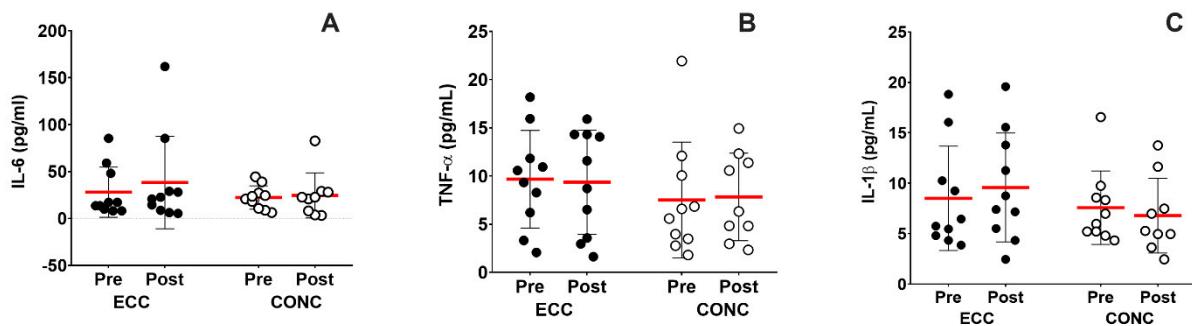 A
IL-6 (pg/ml)
200
150
100
50
0
-50
Pre Post Pre Post
ECC CONC
B
TNF-α (pg/mL)
25
20
15
10
5
0
Pre Post Pre Post
ECC CONC
C
IL-1β (pg/mL)
25
20
15
10
5
0
Pre Post Pre Post
ECC CONC